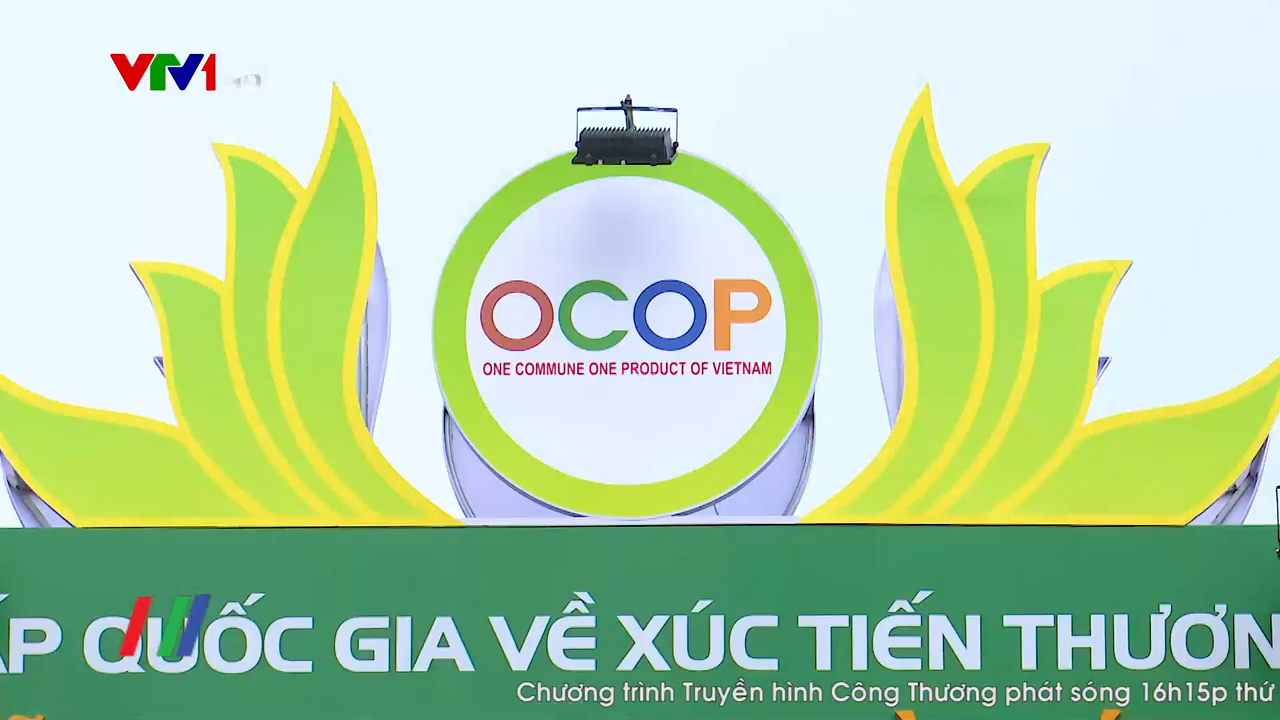 VTV1
OCOP
ONE COMMUNE ONE PRODUCT OF VIETNAM
ẤP QUỐC GIA VỀ XÚC TIẾN THƯƠN
Chương trình Truyền hình Công Thương phát sóng 16h15p thứ